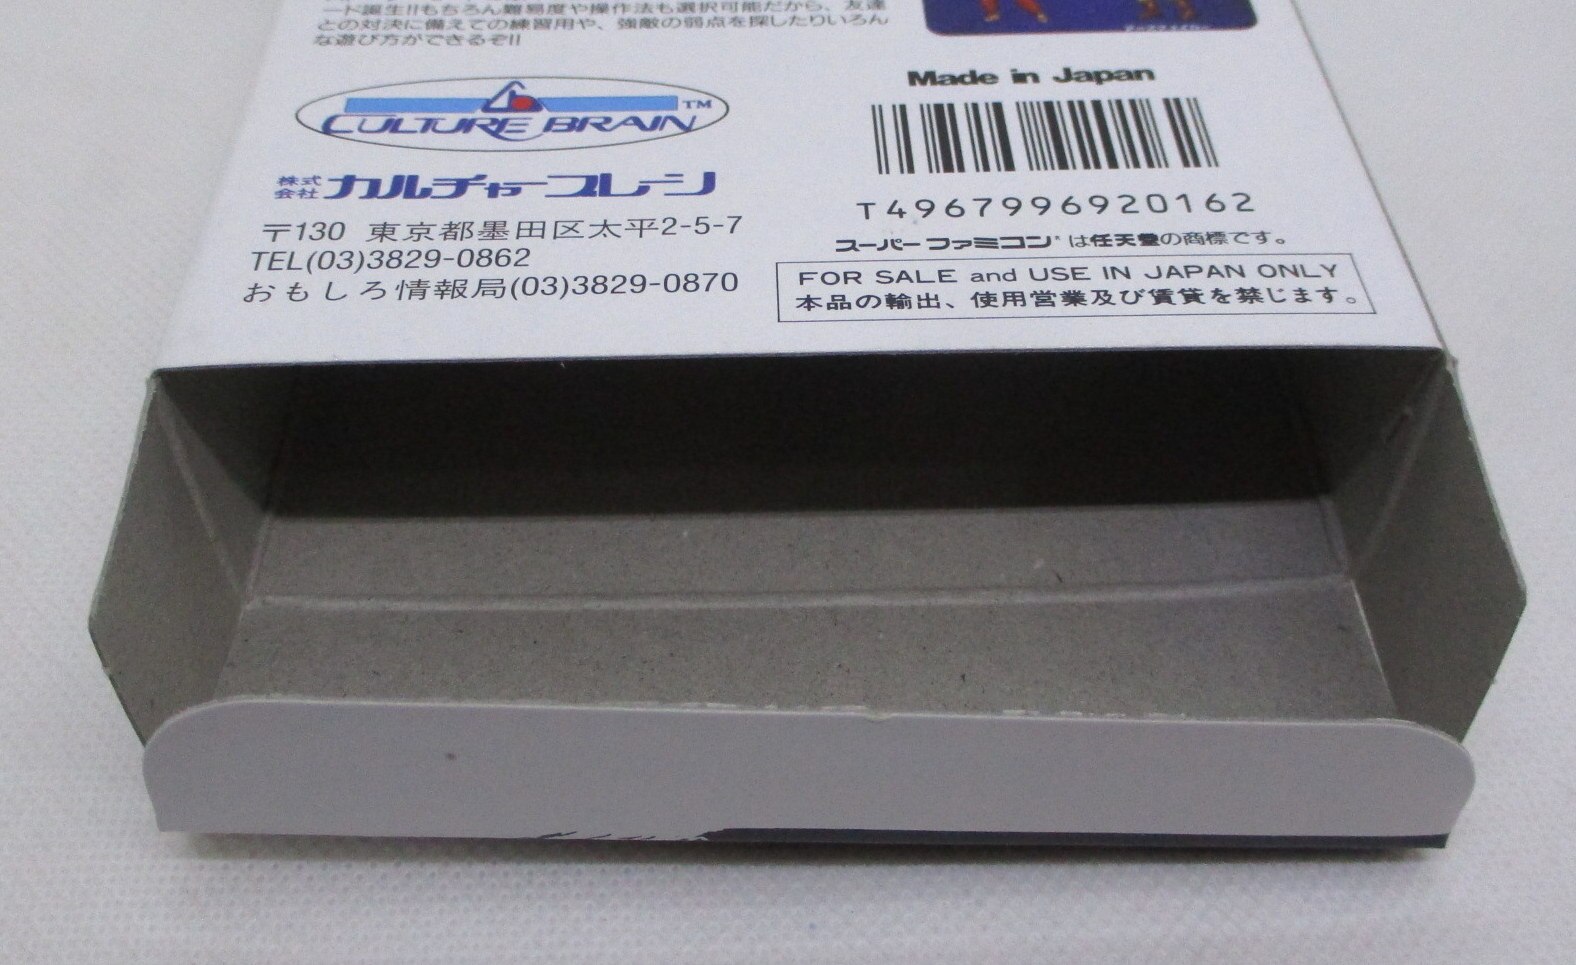 ード誕生!!もちろん難易度や操作法も選択可能だから、友達
との対決に備えての練習用や、強敵の弱点を探したりいろん
な遊び方ができるぞ!!
CULTURE BRAIN TM
株式会社 カルチャーブレーン
〒130 東京都墨田区太平2-5-7
TEL(03)3829-0862
おもしろ情報局(03)3829-0870
Made in Japan
T4967996920162
スーパーファミコン®は任天堂の商標です。
FOR SALE and USE IN JAPAN ONLY
本品の輸出、使用営業及び賃貸を禁じます。